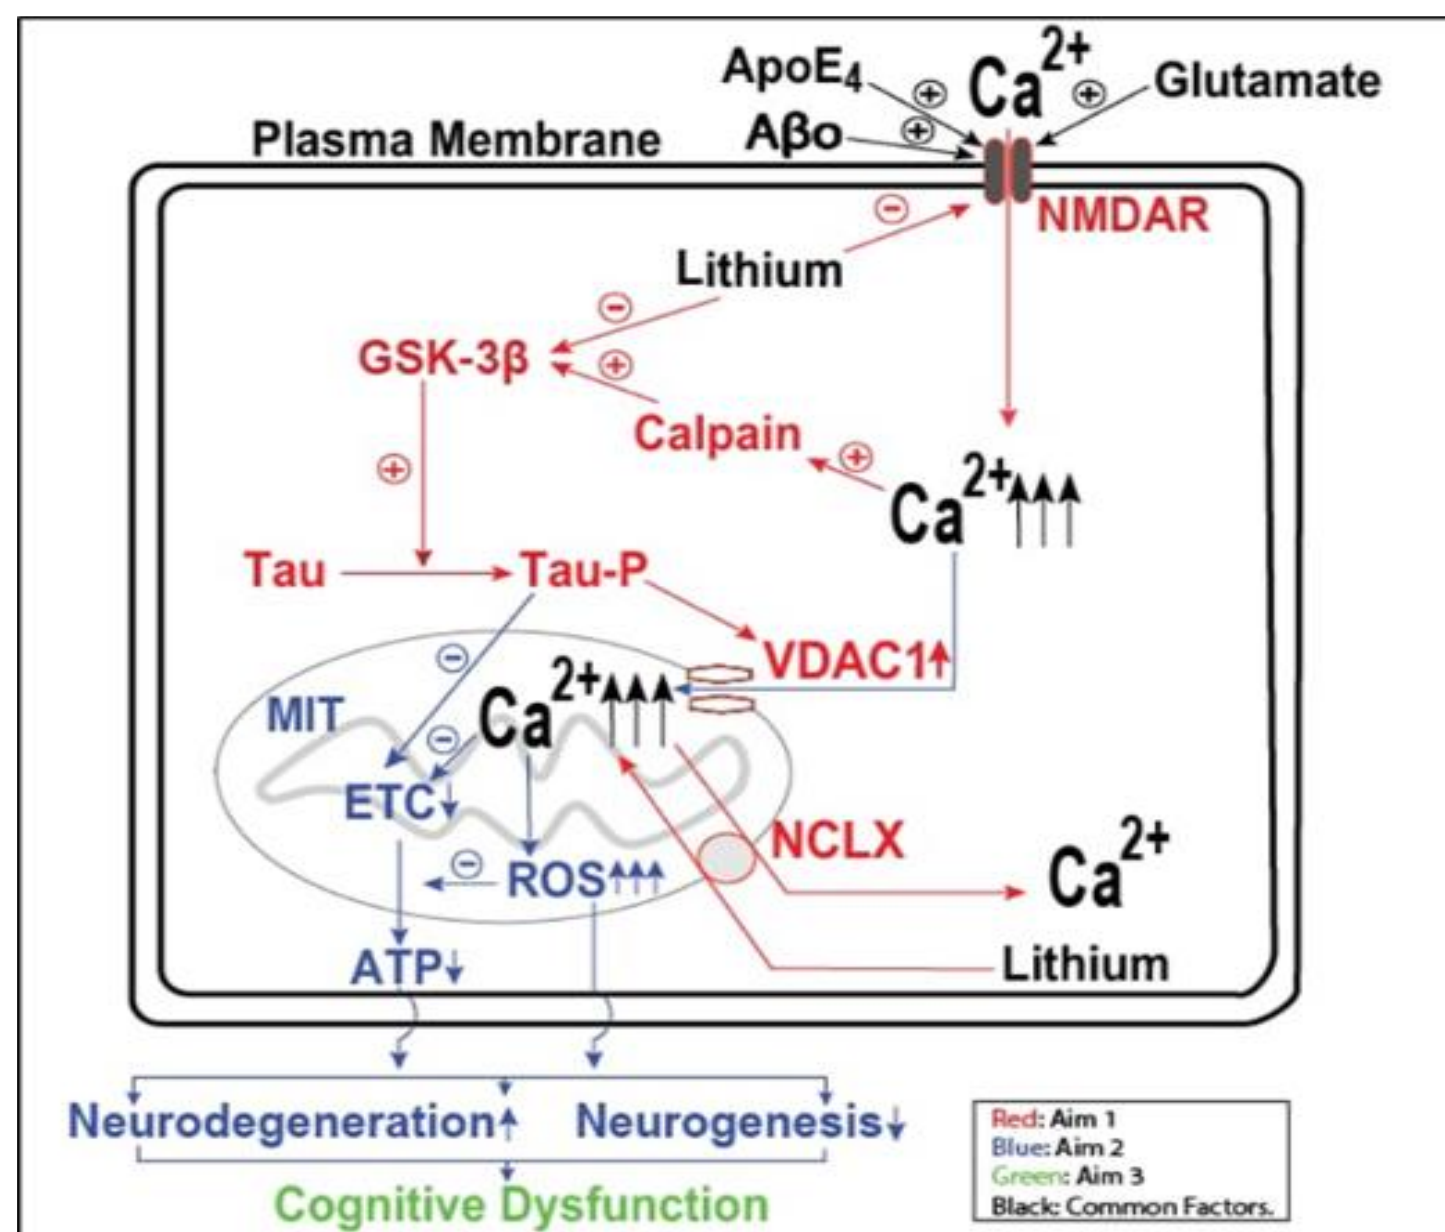 ApoE4
Ca2+
Glutamate
Aβo
Plasma Membrane
NMDAR
Lithium
GSK-3β
Calpain
Ca2+
Tau
Tau-P
VDAC1
MIT
Ca2+
ETC
NCLX
ROS
Ca2+
ATP
Lithium
Neurodegeneration
Neurogenesis
Cognitive Dysfunction
Red: Aim 1
Blue: Aim 2
Green: Aim 3
Black: Common Factors.